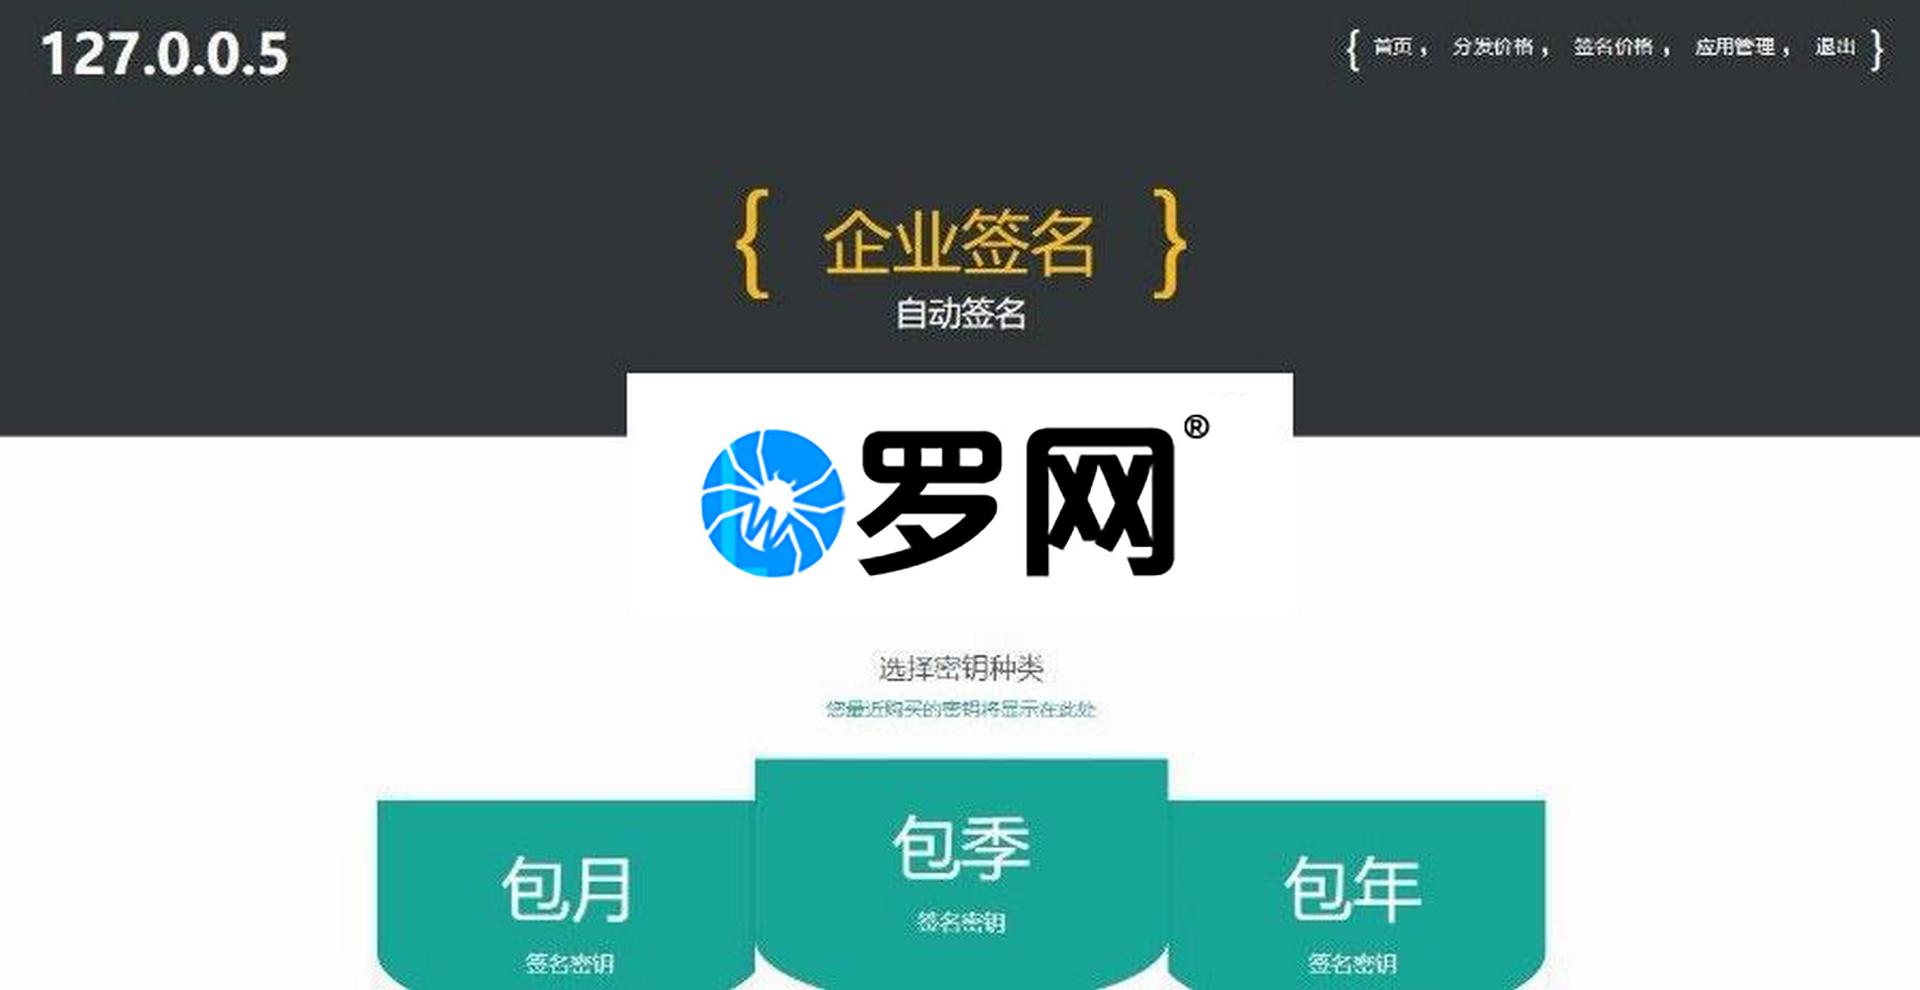 127.0.0.5
{ 首页， 分发价格， 签名价格， 应用管理， 退出 }
{ 企业签名 }
自动签名
罗网®
选择密钥种类
您最近购买的密钥将显示在此处
包月
签名密钥
包季
签名密钥
包年
签名密钥